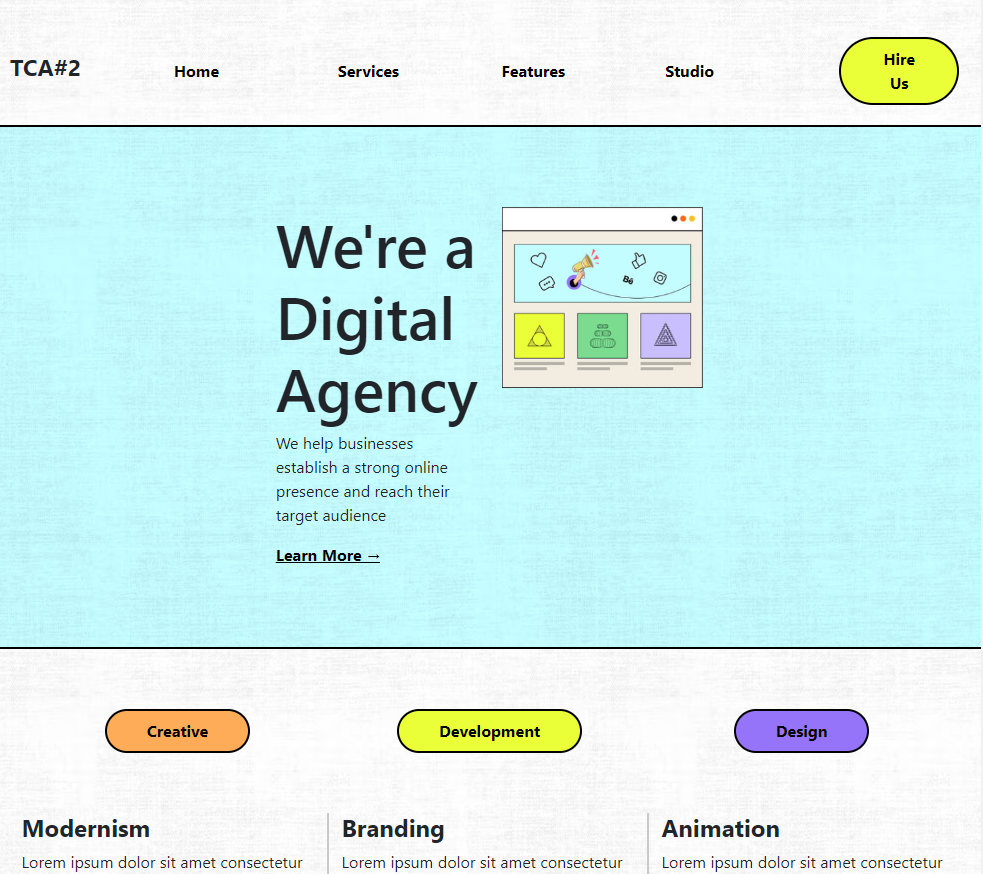 TCA#2
Home
Services
Features
Studio
Hire
Us
We're a
Digital
Agency
Bē
We help businesses
establish a strong online
presence and reach their
target audience
Learn More →
Creative
Development
Design
Modernism
Branding
Animation
Lorem ipsum dolor sit amet consectetur
Lorem ipsum dolor sit amet consectetur
Lorem ipsum dolor sit amet consectetur